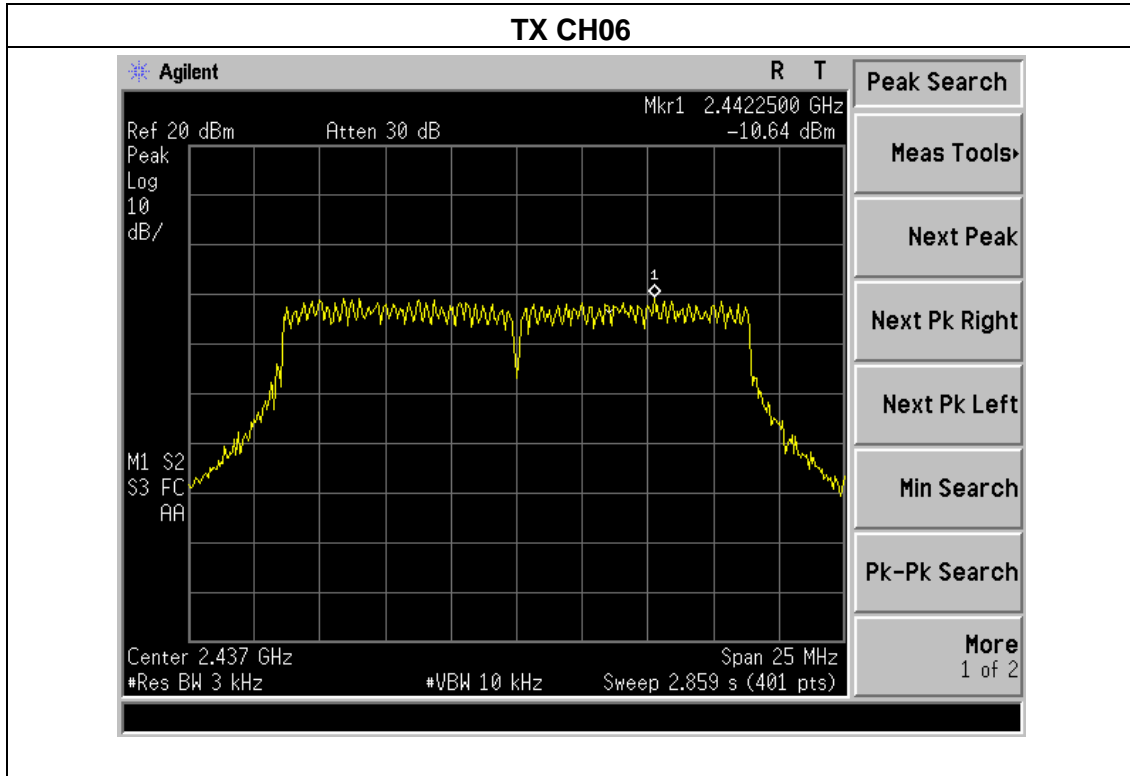 TX CH06
Agilent R T
Peak Search
Mkr1 2.4422500 GHz
Ref 20 dBm Atten 30 dB -10.64 dBm
Peak
Log
10
dB/
1
M1 S2
S3 FC
AA
Center 2.437 GHz Span 25 MHz
#Res BW 3 kHz #VBW 10 kHz Sweep 2.859 s (401 pts)
Meas Tools
Next Peak
Next Pk Right
Next Pk Left
Min Search
Pk-Pk Search
More
1 of 2